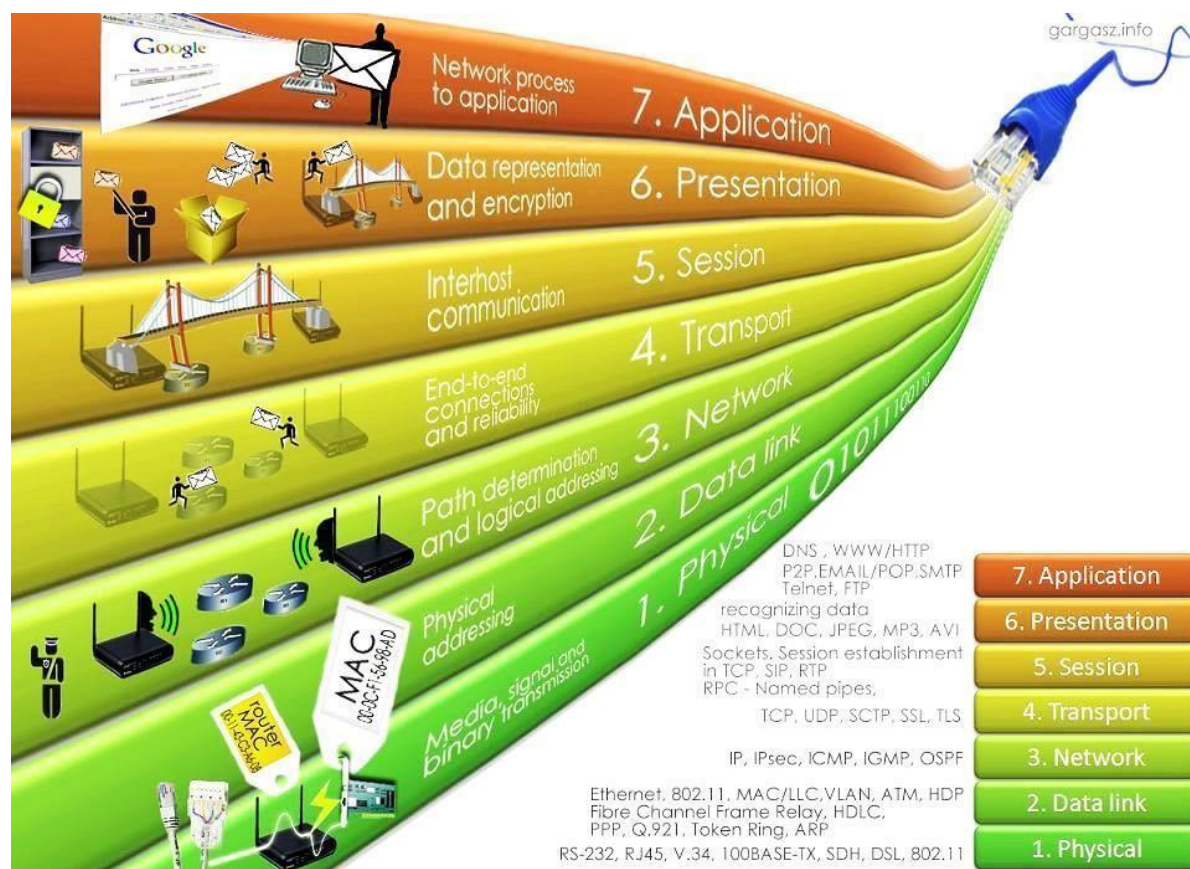 gargasz.info
Address
Google
Network process
to application
7. Application
Data representation
and encryption
6. Presentation
Interhost
communication
5. Session
End-to-end
connections
and reliability
4. Transport
Path determination
and logical addressing
3. Network
Physical
addressing
2. Data link
Media, signal and
binary transmission
1. Physical
010111100110
MAC
00-0C-F1-56-98-AD
router
MAC
DNS , WWW/HTTP
P2P,EMAIL/POP,SMTP
Telnet, FTP
7. Application
recognizing data
HTML, DOC, JPEG, MP3, AVI
6. Presentation
Sockets. Session establishment
in TCP, SIP, RTP
RPC - Named pipes,
5. Session
TCP, UDP, SCTP, SSL, TLS
4. Transport
IP, IPsec, ICMP, IGMP, OSPF
3. Network
Ethernet, 802.11, MAC/LLC,VLAN, ATM, HDP
Fibre Channel Frame Relay, HDLC,
PPP, Q.921, Token Ring, ARP
2. Data link
RS-232, RJ45, V.34, 100BASE-TX, SDH, DSL, 802.11
1. Physical